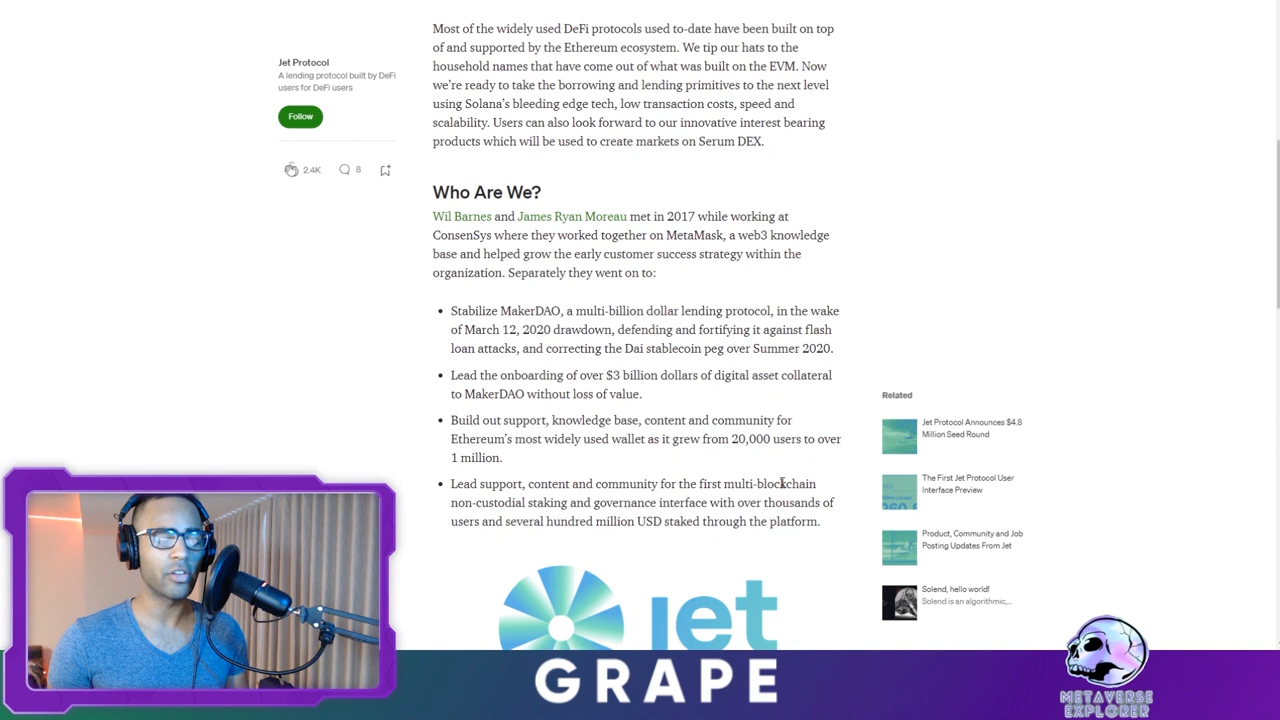 Most of the widely used DeFi protocols used to-date have been built on top
of and supported by the Ethereum ecosystem. We tip our hats to the
household names that have come out of what was built on the EVM. Now
we're ready to take the borrowing and lending primitives to the next level
using Solana's bleeding edge tech, low transaction costs, speed and
scalability. Users can also look forward to our innovative interest bearing
products which will be used to create markets on Serum DEX.
Jet Protocol
A lending protocol built by DeFi
users for DeFi users
Follow
2.4K
8
Who Are We?
Wil Barnes and James Ryan Moreau met in 2017 while working at
ConsenSys where they worked together on MetaMask, a web3 knowledge
base and helped grow the early customer success strategy within the
organization. Separately they went on to:
• Stabilize MakerDAO, a multi-billion dollar lending protocol, in the wake
of March 12, 2020 drawdown, defending and fortifying it against flash
loan attacks, and correcting the Dai stablecoin peg over Summer 2020.
• Lead the onboarding of over $3 billion dollars of digital asset collateral
to MakerDAO without loss of value.
• Build out support, knowledge base, content and community for
Ethereum's most widely used wallet as it grew from 20,000 users to over
1 million.
• Lead support, content and community for the first multi-blockchain
non-custodial staking and governance interface with over thousands of
users and several hundred million USD staked through the platform.
Related
Jet Protocol Announces $4.8
Million Seed Round
The First Jet Protocol User
Interface Preview
Product, Community and Job
Posting Updates From Jet
Solend, hello world!
Solend is an algorithmic,...
jet
GRAPE
METAVERSE
EXPLORER